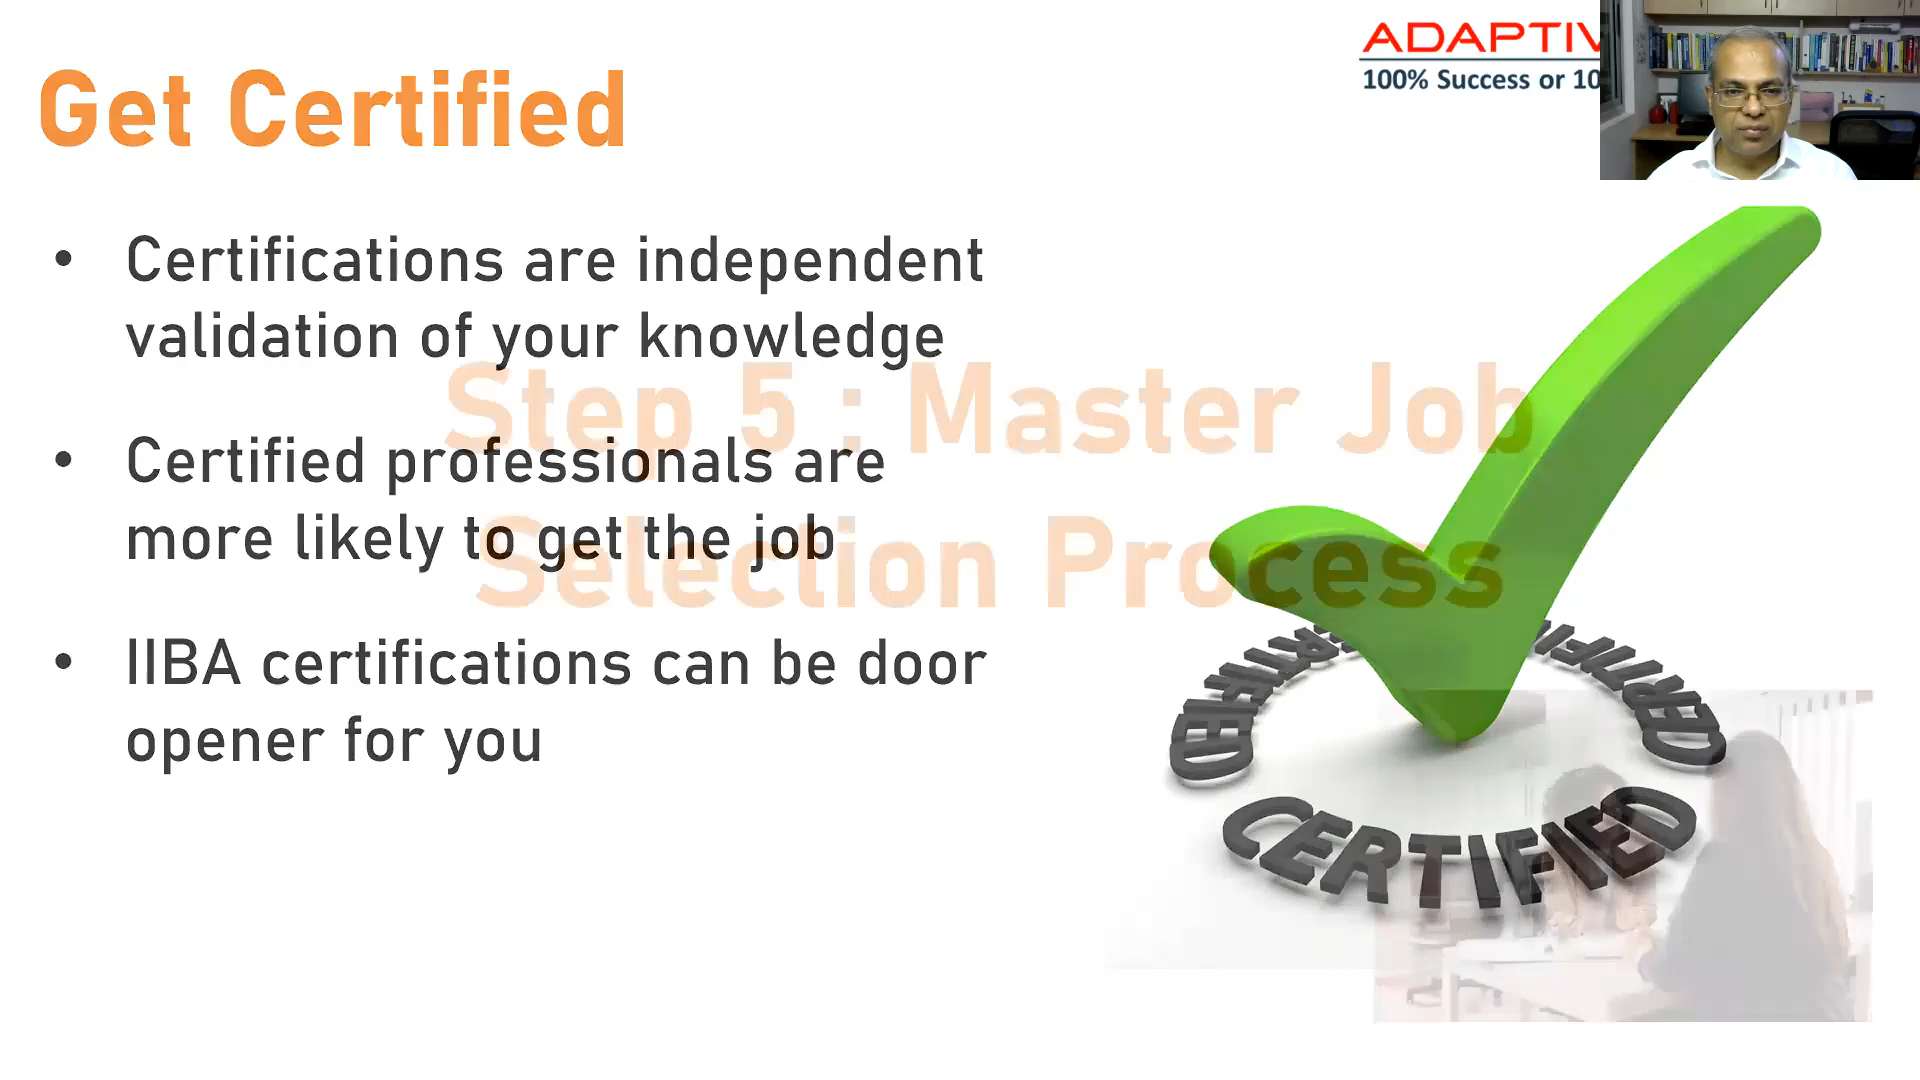 ADAPTIV
100% Success or 10
Get Certified
• Certifications are independent
validation of your knowledge
• Certified professionals are
more likely to get the job
• IIBA certifications can be door
opener for you
Step 5 : Master Job
Selection Process
CERTIFIED
CERTIFIED
CERTIFIED